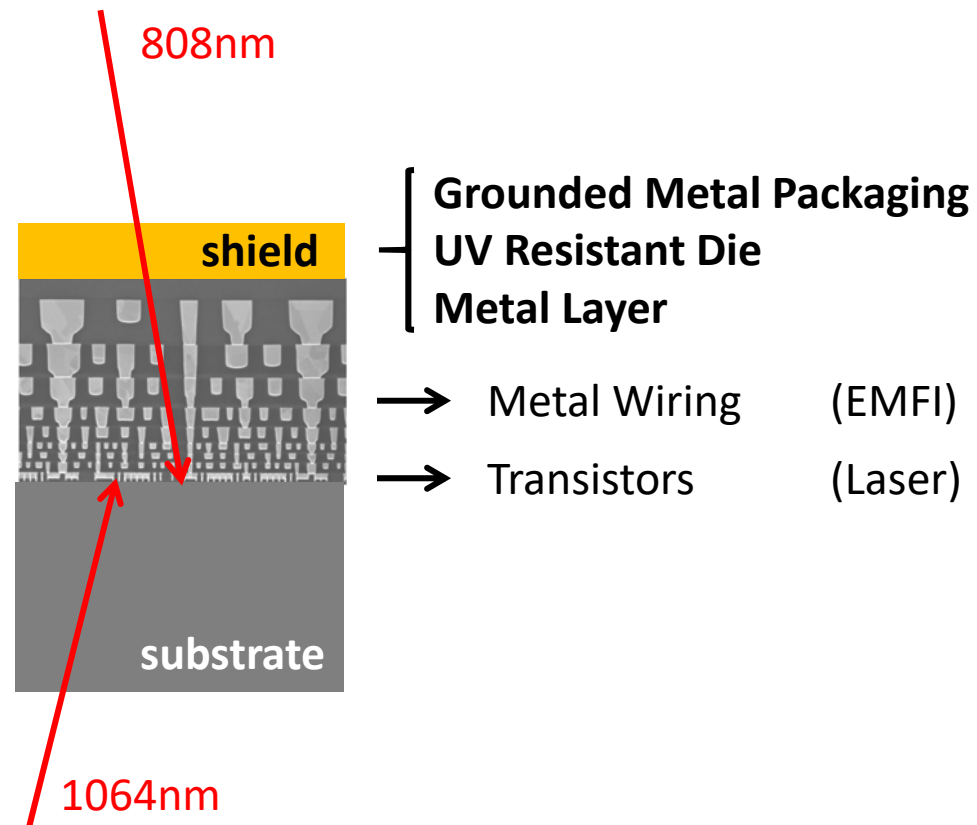 808nm
shield
Grounded Metal Packaging
UV Resistant Die
Metal Layer
Metal Wiring (EMFI)
Transistors (Laser)
substrate
1064nm